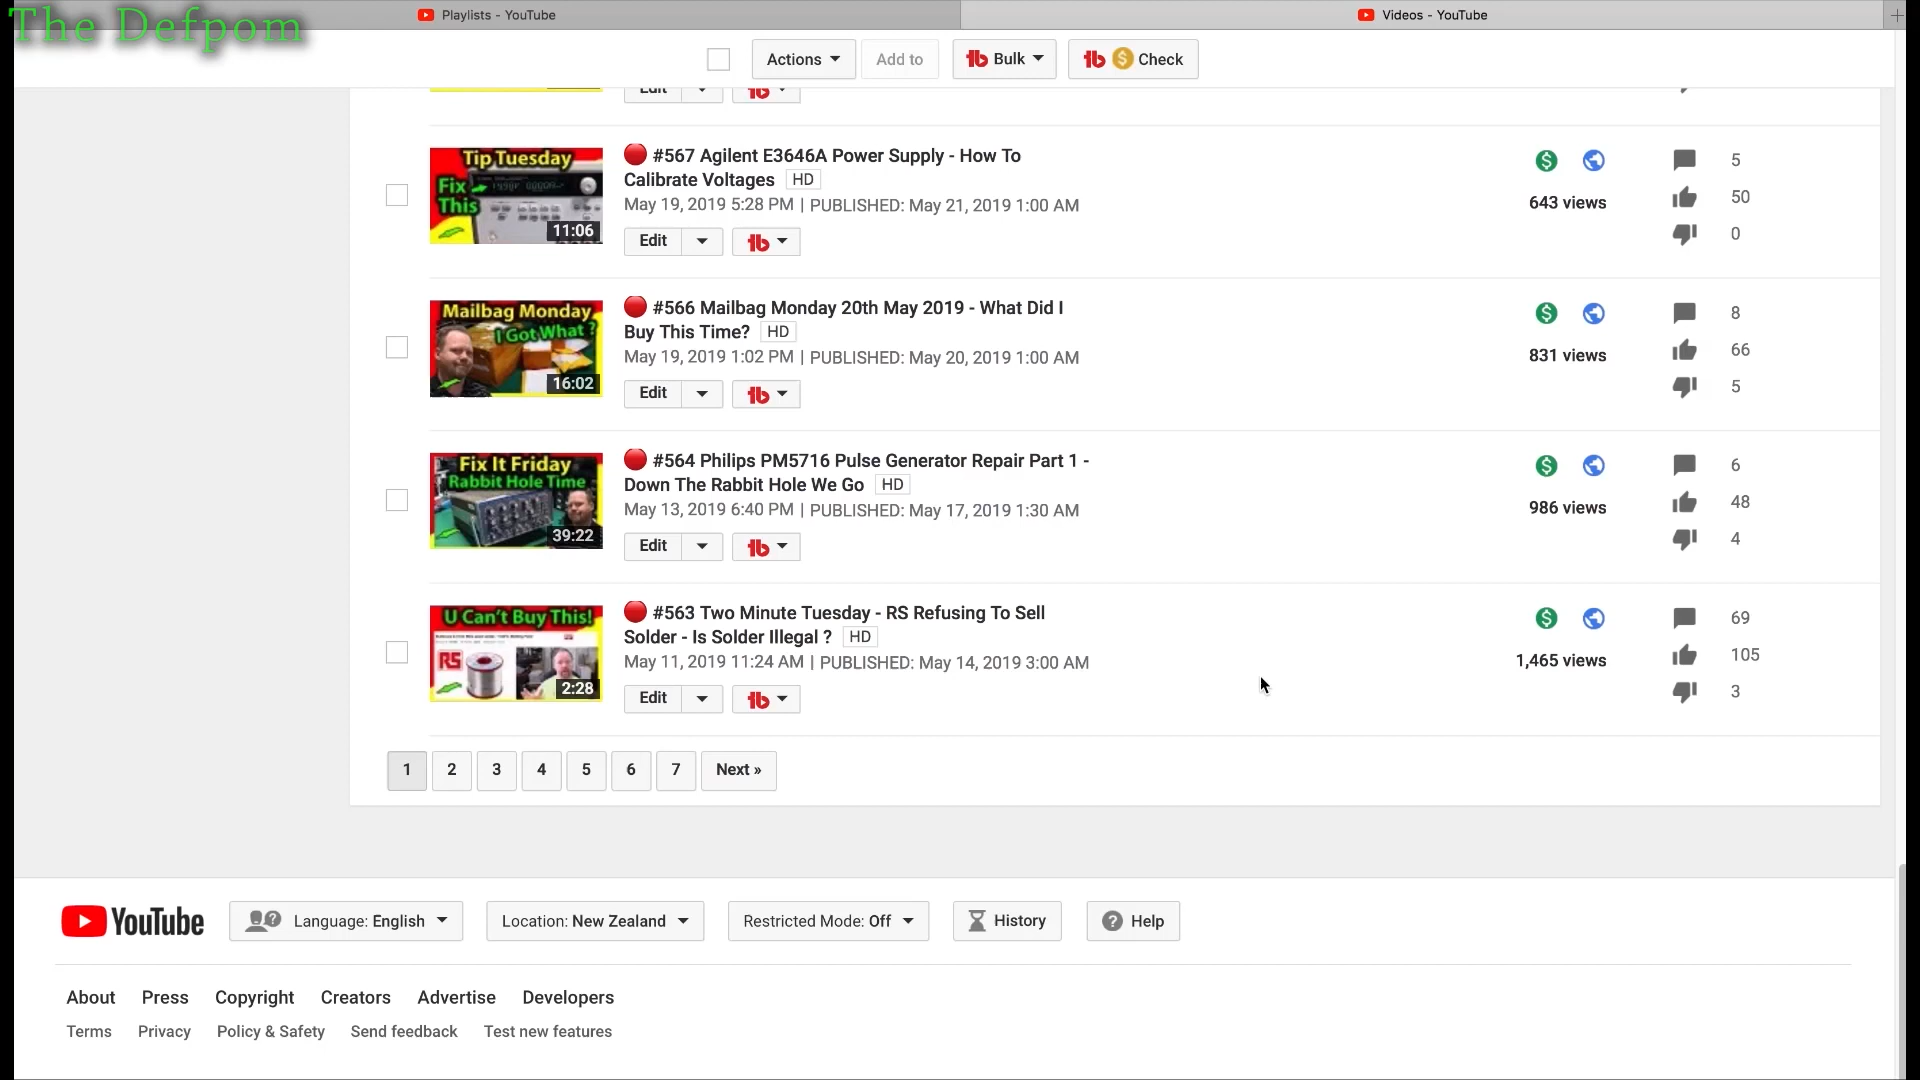 The Defpom
Playlists - YouTube
Videos - YouTube
Actions
Add to
Bulk
Check
Edit
Tip Tuesday
Fix
This
11:06
#567 Agilent E3646A Power Supply - How To
Calibrate Voltages HD
May 19, 2019 5:28 PM | PUBLISHED: May 21, 2019 1:00 AM
Edit
643 views
5
50
0
Mailbag Monday
I Got What ?
16:02
#566 Mailbag Monday 20th May 2019 - What Did I
Buy This Time? HD
May 19, 2019 1:02 PM | PUBLISHED: May 20, 2019 1:00 AM
Edit
831 views
8
66
5
Fix It Friday
Rabbit Hole Time
39:22
#564 Philips PM5716 Pulse Generator Repair Part 1 -
Down The Rabbit Hole We Go HD
May 13, 2019 6:40 PM | PUBLISHED: May 17, 2019 1:30 AM
Edit
986 views
6
48
4
U Can't Buy This!
RS
2:28
#563 Two Minute Tuesday - RS Refusing To Sell
Solder - Is Solder Illegal ? HD
May 11, 2019 11:24 AM | PUBLISHED: May 14, 2019 3:00 AM
Edit
1,465 views
69
105
3
1 2 3 4 5 6 7 Next »
YouTube
Language: English
Location: New Zealand
Restricted Mode: Off
History
Help
About Press Copyright Creators Advertise Developers
Terms Privacy Policy & Safety Send feedback Test new features